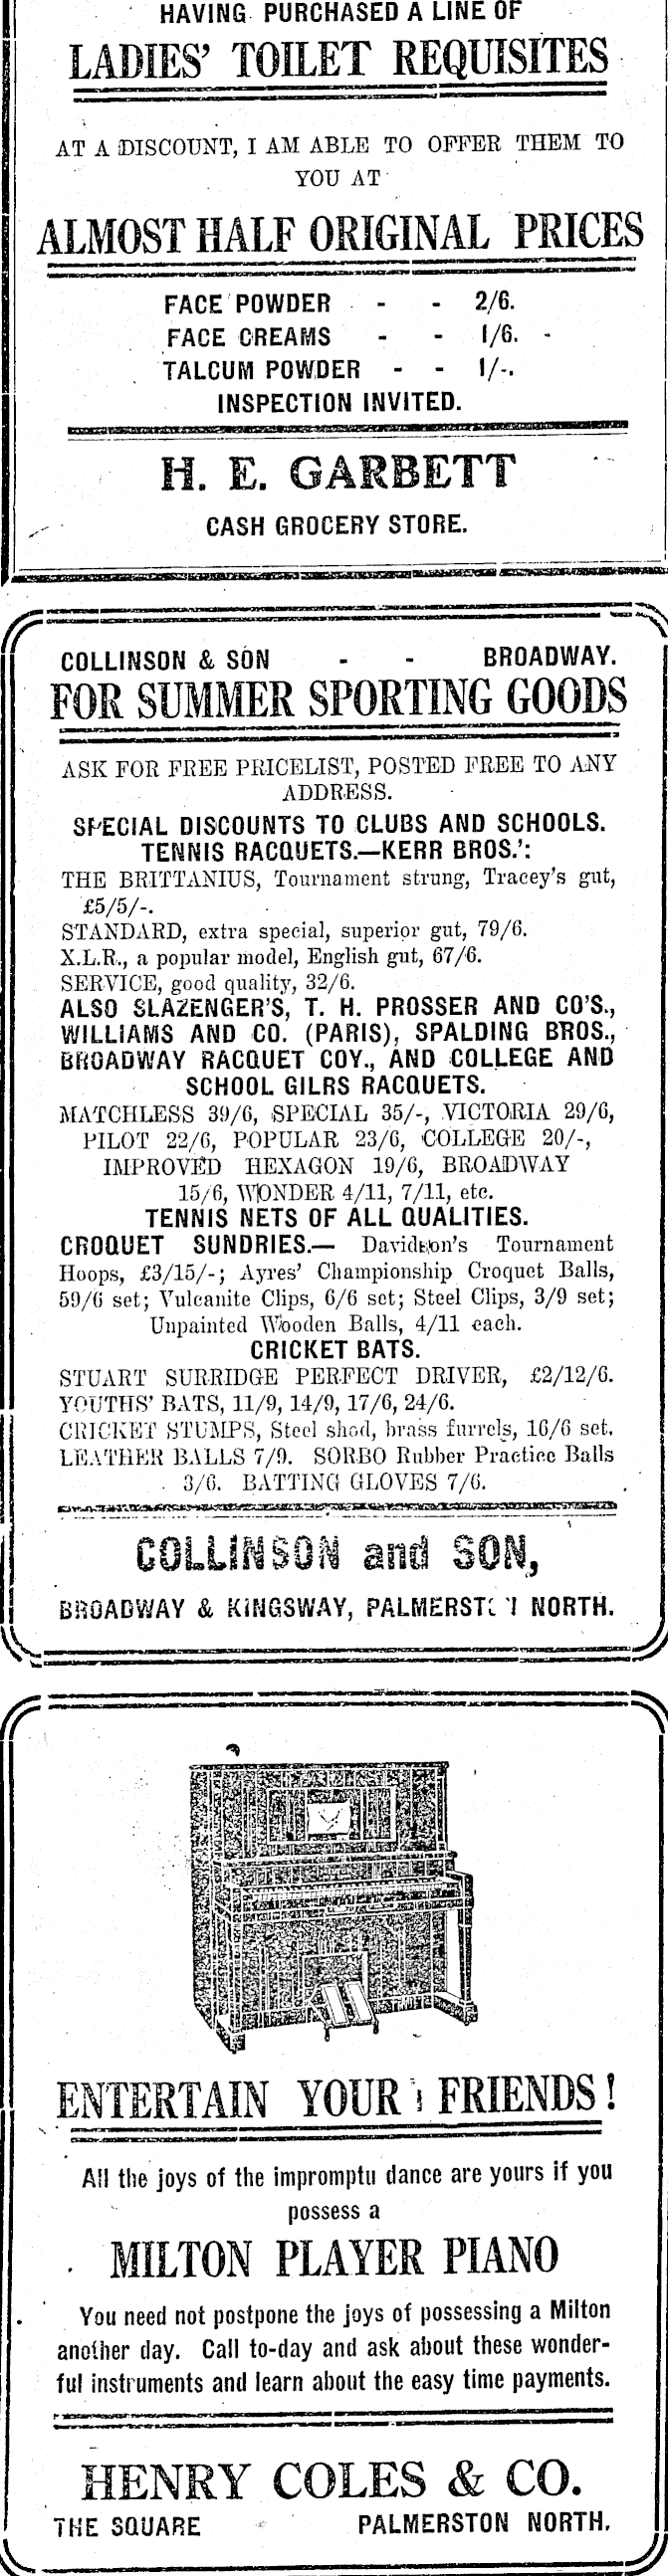 HAVING PURCHASED A LINE OF
LADIES' TOILET REQUISITES
AT A DISCOUNT, I AM ABLE TO OFFER THEM TO
YOU AT
ALMOST HALF ORIGINAL PRICES
FACE POWDER - - 2/6.
FACE CREAMS - - 1/6. -
TALCUM POWDER - - 1/-.
INSPECTION INVITED.
H. E. GARBETT
CASH GROCERY STORE.
COLLINSON & SON - - BROADWAY.
FOR SUMMER SPORTING GOODS
ASK FOR FREE PRICELIST, POSTED FREE TO ANY
ADDRESS.
SPECIAL DISCOUNTS TO CLUBS AND SCHOOLS.
TENNIS RACQUETS.—KERR BROS.':
THE BRITTANIUS, Tournament strung, Tracey's gut,
£5/5/-.
STANDARD, extra special, superior gut, 79/6.
X.L.R., a popular model, English gut, 67/6.
SERVICE, good quality, 32/6.
ALSO SLAZENGER'S, T. H. PROSSER AND CO'S.,
WILLIAMS AND CO. (PARIS), SPALDING BROS.,
BROADWAY RACQUET COY., AND COLLEGE AND
SCHOOL GILRS RACQUETS.
MATCHLESS 39/6, SPECIAL 35/-, VICTORIA 29/6,
PILOT 22/6, POPULAR 23/6, COLLEGE 20/-,
IMPROVED HEXAGON 19/6, BROADWAY
15/6, WONDER 4/11, 7/11, etc.
TENNIS NETS OF ALL QUALITIES.
CROQUET SUNDRIES.— Davidson's Tournament
Hoops, £3/15/-; Ayres' Championship Croquet Balls,
59/6 set; Vulcanite Clips, 6/6 set; Steel Clips, 3/9 set;
Unpainted Wooden Balls, 4/11 each.
CRICKET BATS.
STUART SURRIDGE PERFECT DRIVER, £2/12/6.
YOUTHS' BATS, 11/9, 14/9, 17/6, 24/6.
CRICKET STUMPS, Steel shod, brass furrels, 16/6 set.
LEATHER BALLS 7/9. SORBO Rubber Practice Balls
3/6. BATTING GLOVES 7/6.
COLLINSON and SON,
BROADWAY & KINGSWAY, PALMERSTON NORTH.
ENTERTAIN YOUR FRIENDS!
All the joys of the impromptu dance are yours if you
possess a
MILTON PLAYER PIANO
You need not postpone the joys of possessing a Milton
another day. Call to-day and ask about these wonder-
ful instruments and learn about the easy time payments.
HENRY COLES & CO.
THE SQUARE PALMERSTON NORTH.